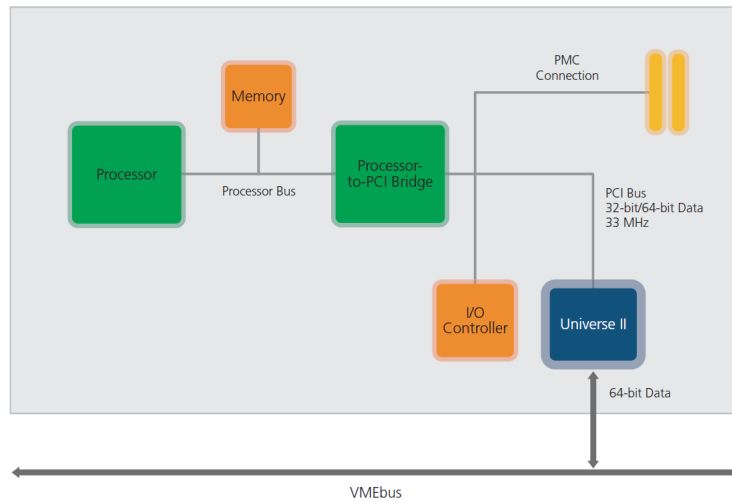 PMC
Connection
Memory
Processor
Processor-
to-PCI Bridge
Processor Bus
PCI Bus
32-bit/64-bit Data
33 MHz
I/O
Controller
Universe II
64-bit Data
VMEbus